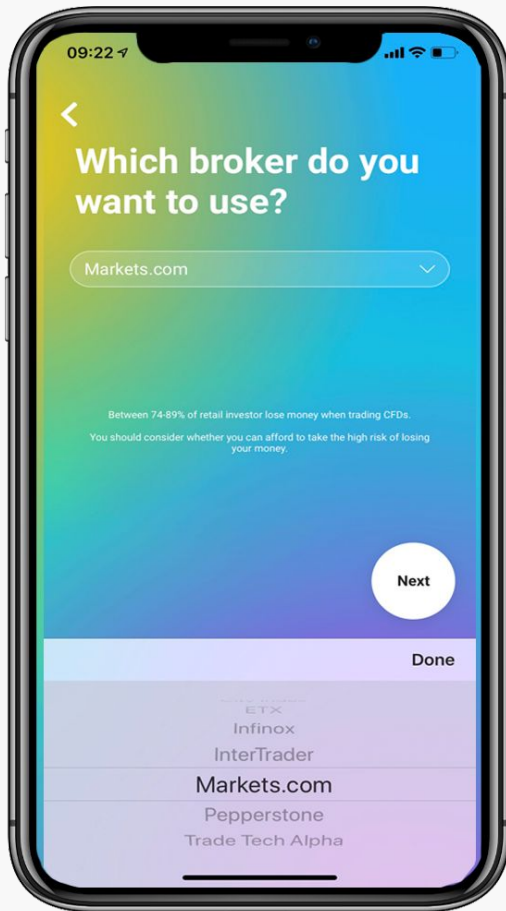 09:22
Which broker do you
want to use?
Markets.com
Between 74-89% of retail investor lose money when trading CFDs.
You should consider whether you can afford to take the high risk of losing
your money.
Next
Done
ETX
Infinox
InterTrader
Markets.com
Pepperstone
Trade Tech Alpha